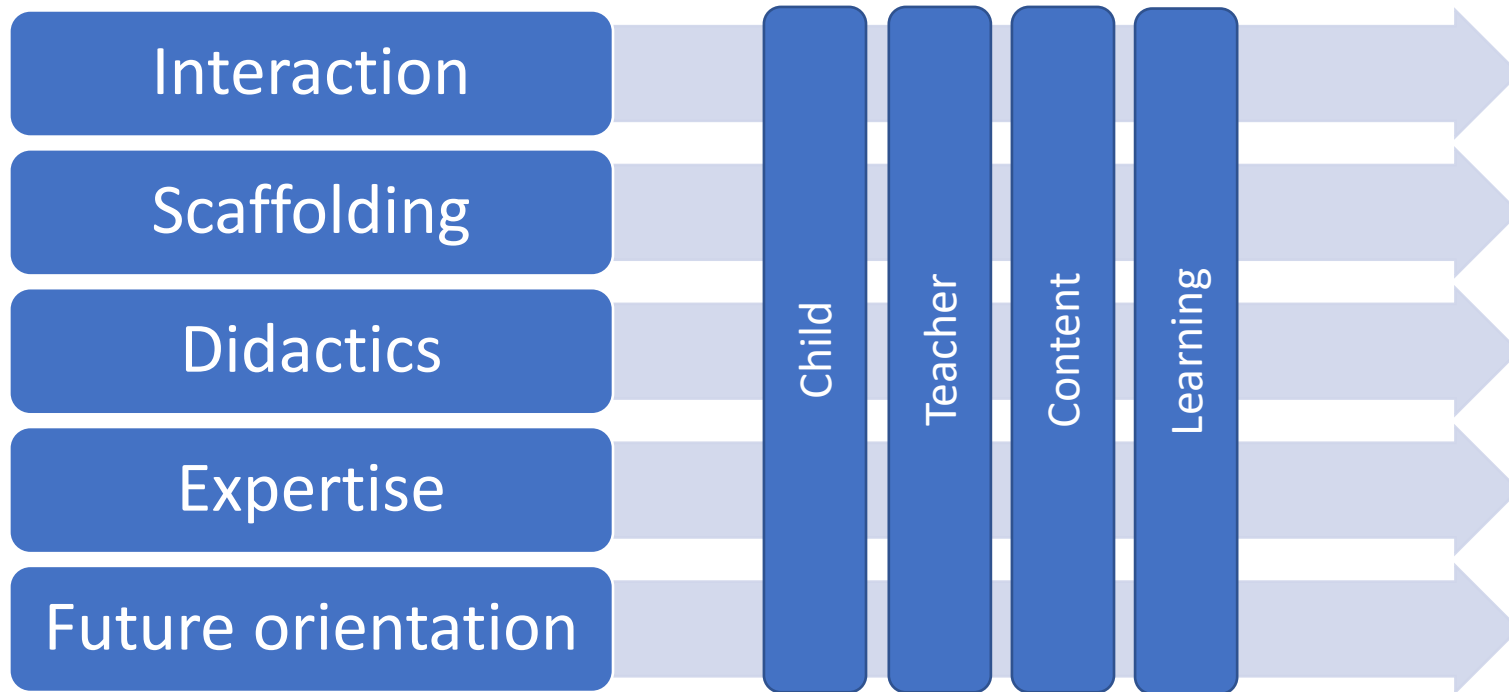 Interaction
Scaffolding
Didactics
Expertise
Future orientation
Child
Teacher
Content
Learning